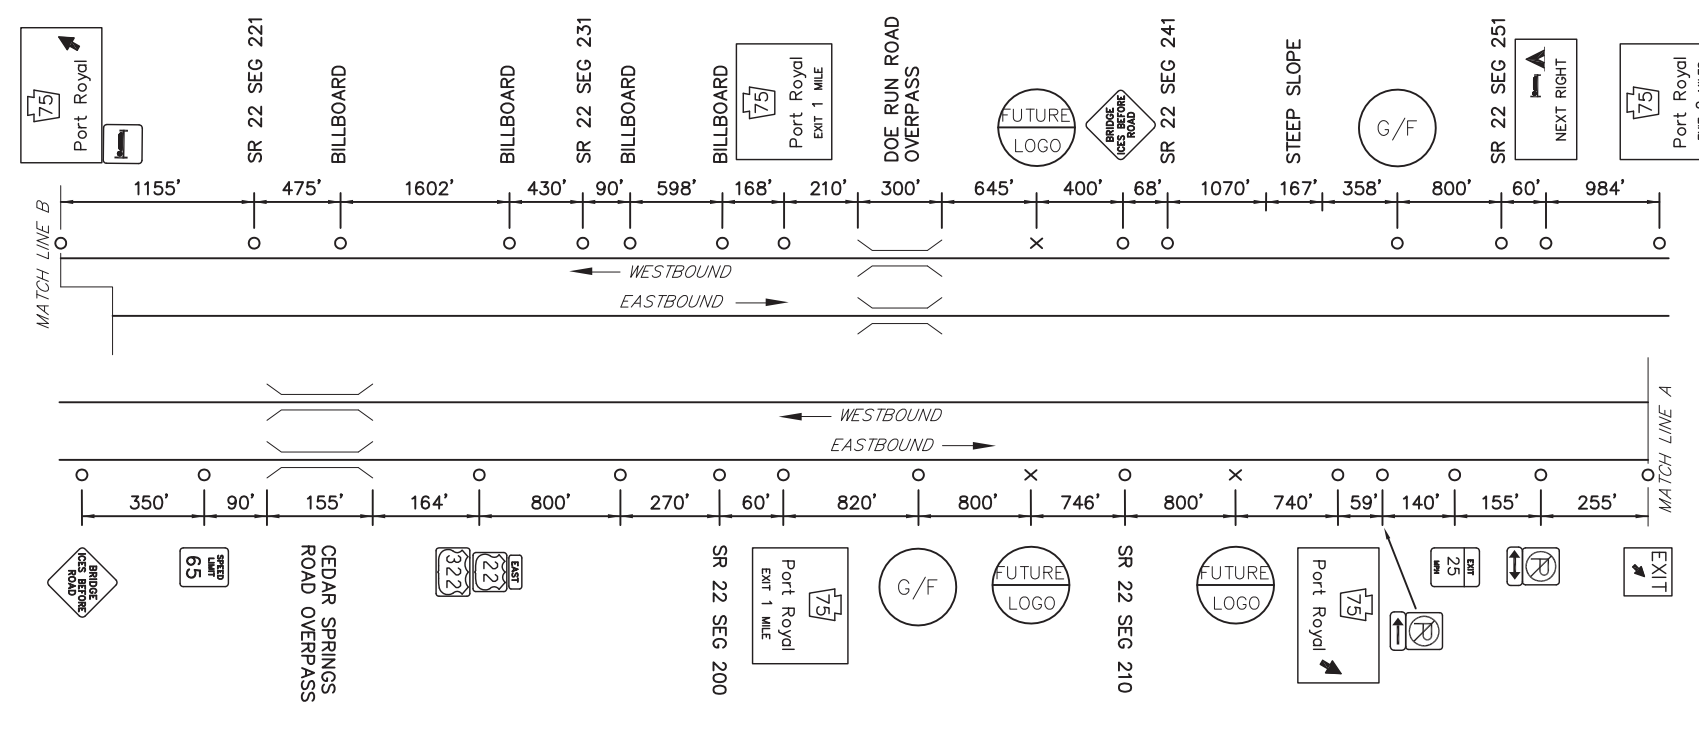 75
Port Royal
SR 22 SEG 221
BILLBOARD
BILLBOARD
SR 22 SEG 231
BILLBOARD
BILLBOARD
75
Port Royal
EXIT 1 MILE
DOE RUN ROAD
OVERPASS
FUTURE
LOGO
BRIDGE
ICES BEFORE
ROAD
SR 22 SEG 241
STEEP SLOPE
G/F
SR 22 SEG 251
NEXT RIGHT
75
Port Royal
1155' 475' 1602' 430' 90' 598' 168' 210' 300' 645' 400' 68' 1070' 167' 358' 800' 60' 984'
MATCH LINE B
WESTBOUND
EASTBOUND
WESTBOUND
EASTBOUND
MATCH LINE A
350' 90' 155' 164' 800' 270' 60' 820' 800' 746' 800' 740' 59' 140' 155' 255'
BRIDGE
ICES BEFORE
ROAD
SPEED
LIMIT
65
CEDAR SPRINGS
ROAD OVERPASS
EAST
22
322
SR 22 SEG 200
75
Port Royal
EXIT 1 MILE
G/F
FUTURE
LOGO
SR 22 SEG 210
FUTURE
LOGO
75
Port Royal
P
EXIT
25
MPH
P
EXIT